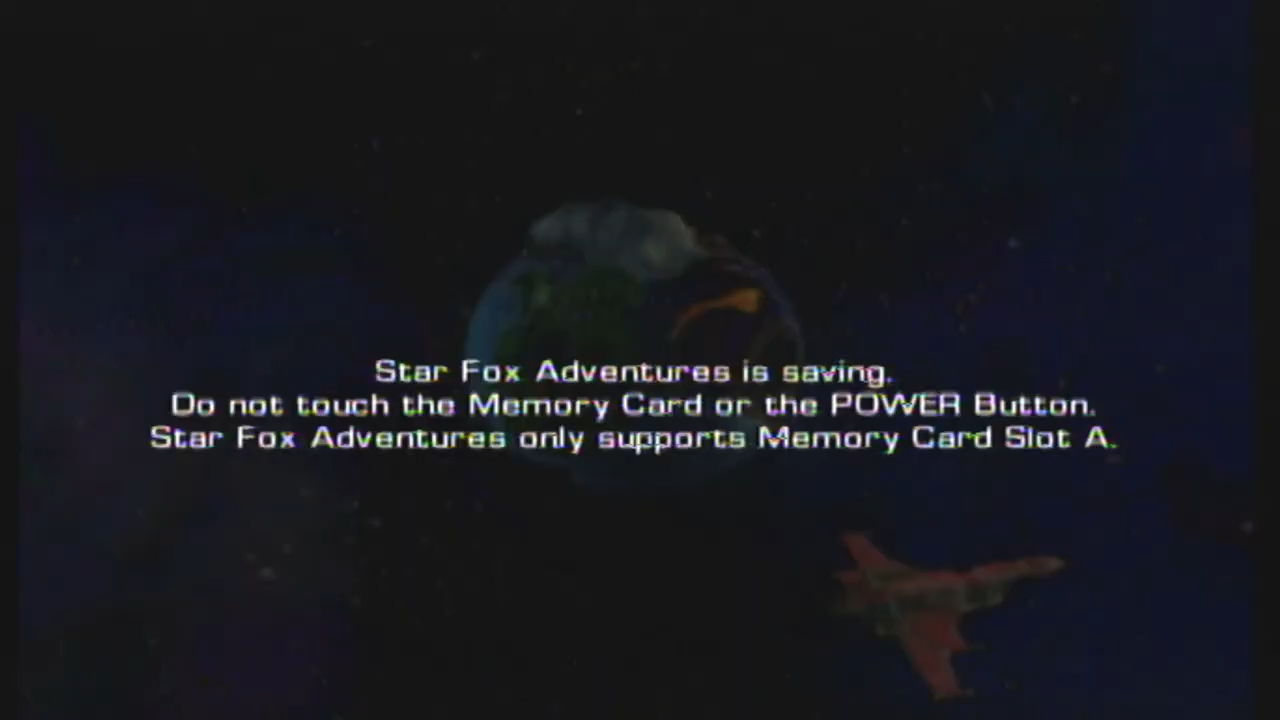 Star Fox Adventures is saving.
Do not touch the Memory Card or the POWER Button.
Star Fox Adventures only supports Memory Card Slot A.